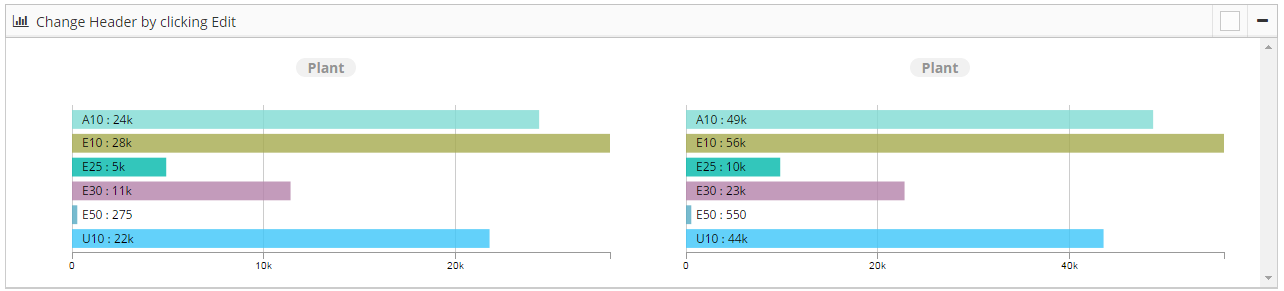 Change Header by clicking Edit
Plant
A10 : 24k
E10 : 28k
E25 : 5k
E30 : 11k
E50 : 275
U10 : 22k
0 10k 20k
Plant
A10 : 49k
E10 : 56k
E25 : 10k
E30 : 23k
E50 : 550
U10 : 44k
0 20k 40k